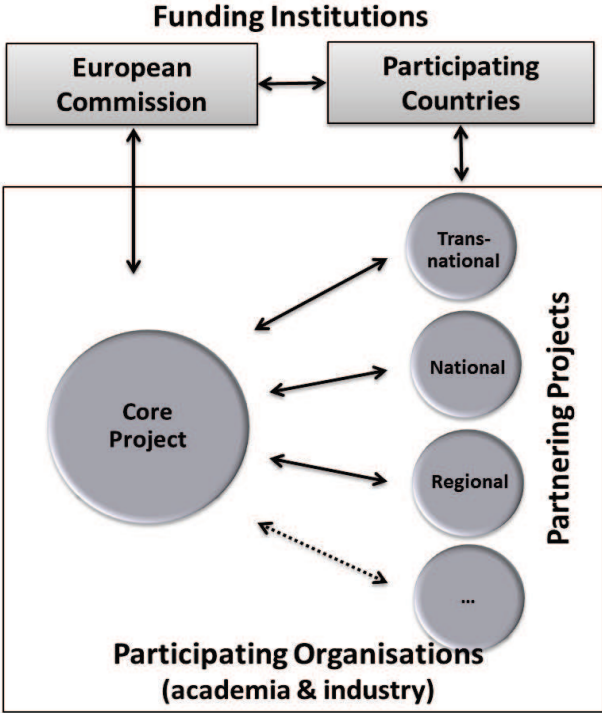 Funding Institutions
European
Commission
Participating
Countries
Trans-
national
National
Core
Project
Regional
...
Partnering Projects
Participating Organisations
(academia & industry)